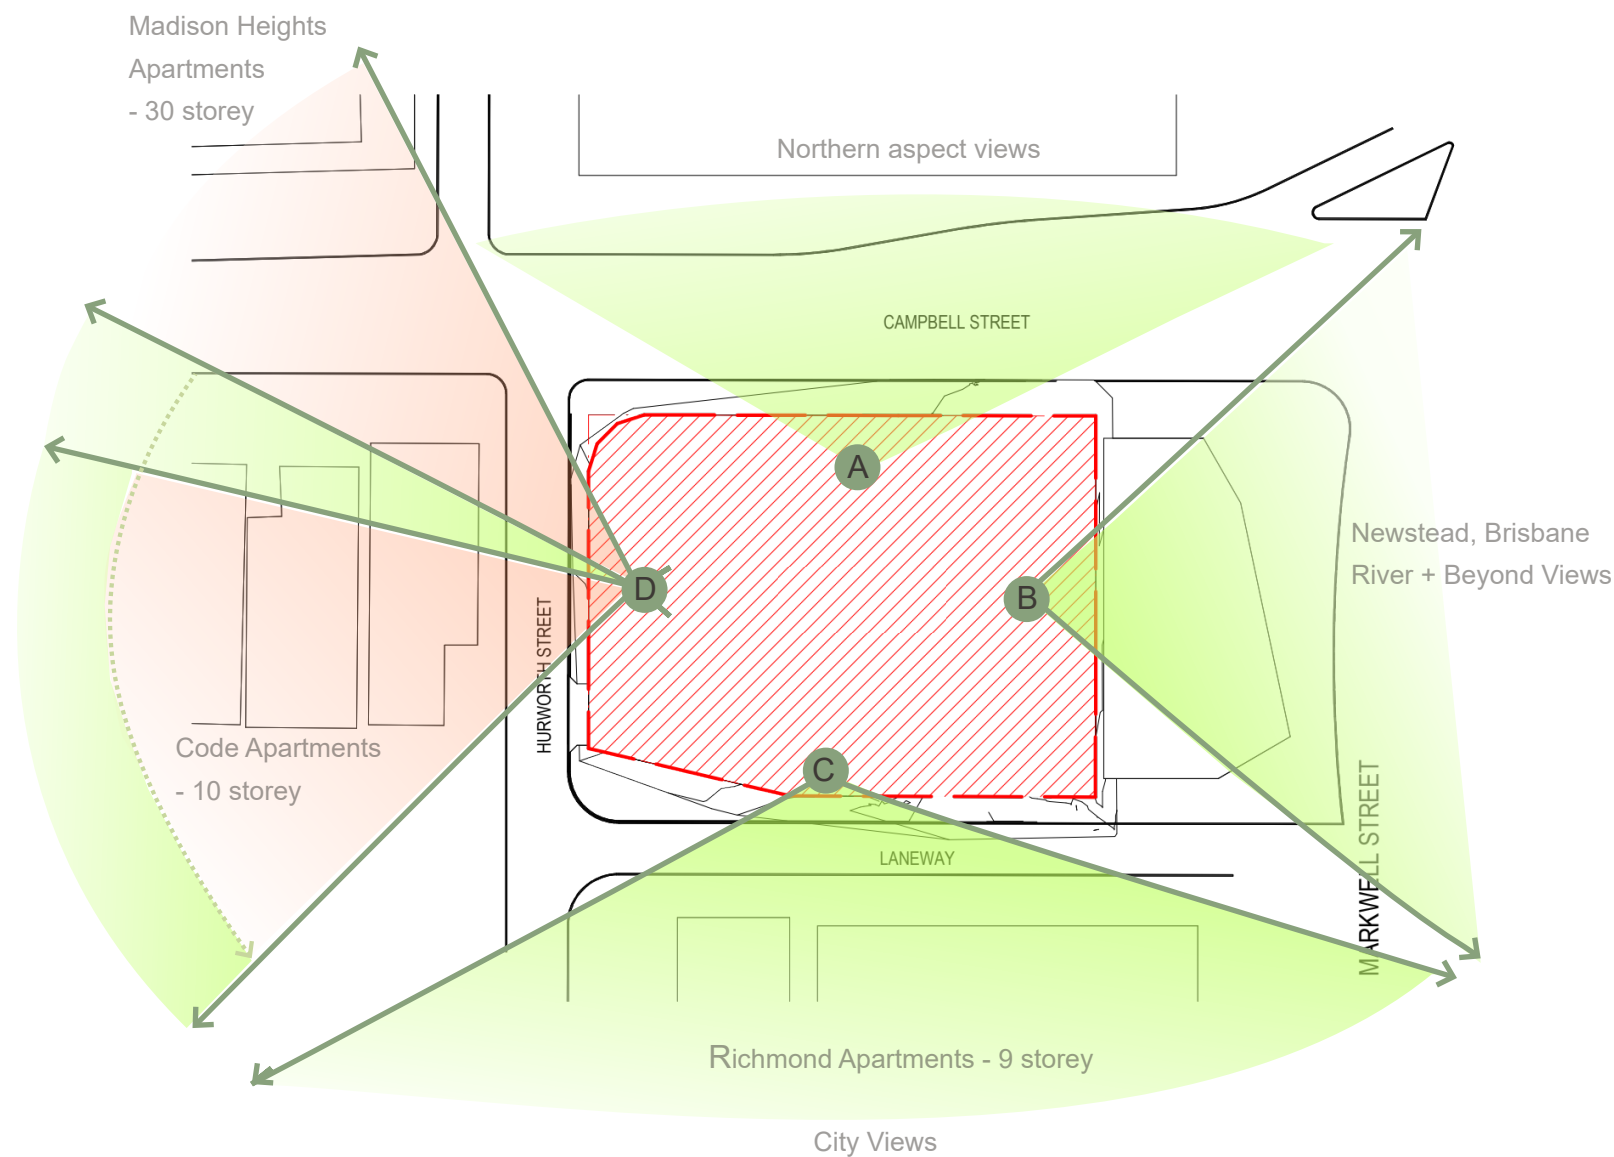 Madison Heights
Apartments
- 30 storey
Northern aspect views
CAMPBELL STREET
A
Newstead, Brisbane
River + Beyond Views
D
B
HURWORTH STREET
Code Apartments
- 10 storey
C
MARKWELL STREET
LANEWAY
Richmond Apartments - 9 storey
City Views